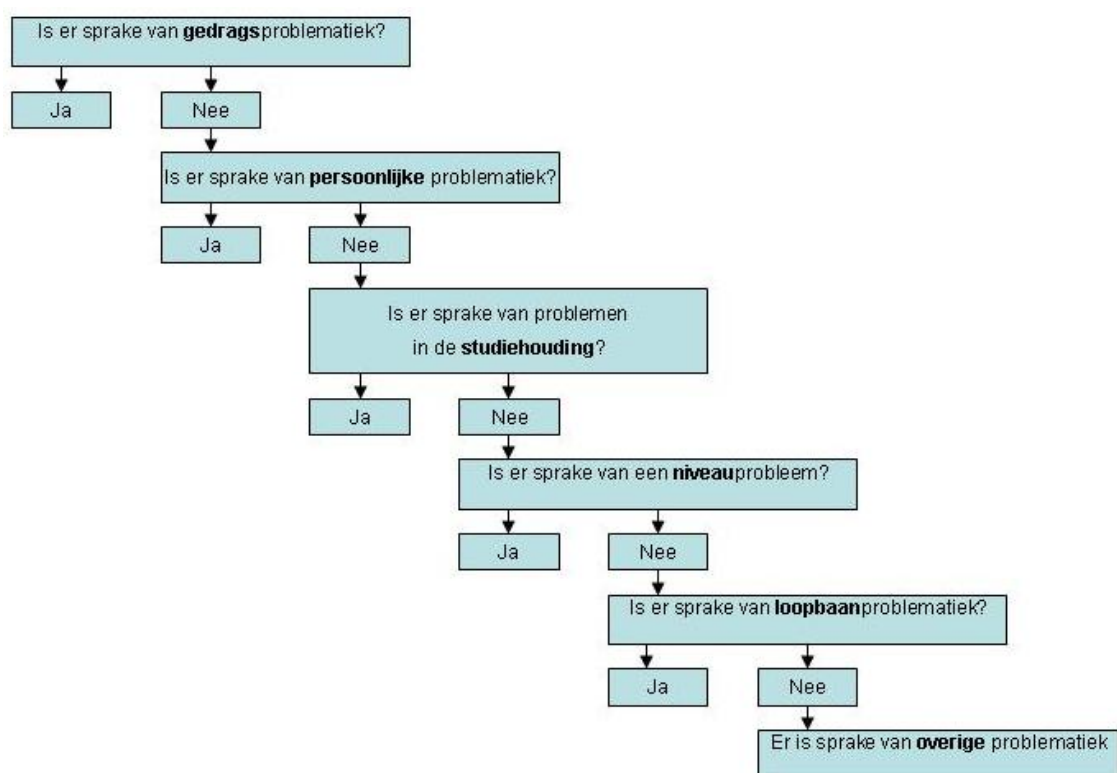 Is er sprake van gedragsproblematiek?
Ja Nee
Is er sprake van persoonlijke problematiek?
Ja Nee
Is er sprake van problemen
in de studiehouding?
Ja Nee
Is er sprake van een niveauprobleem?
Ja Nee
Is er sprake van loopbaanproblematiek?
Ja Nee
Er is sprake van overige problematiek